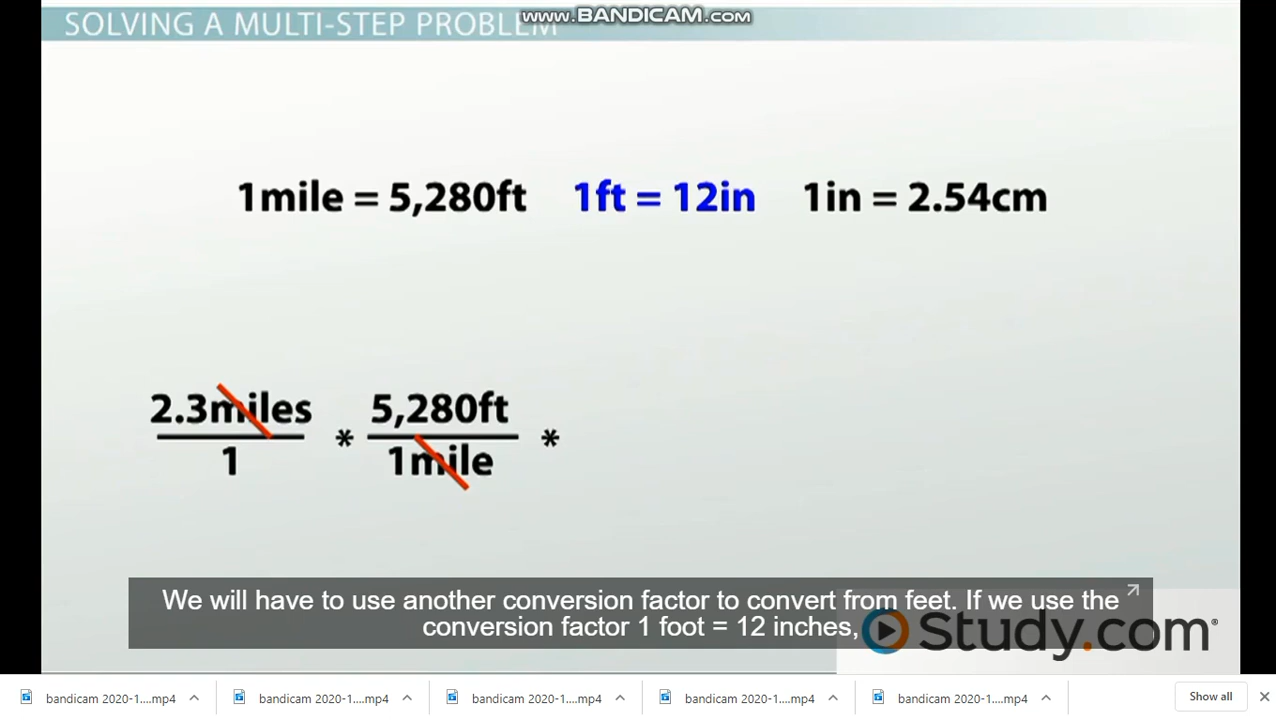 www.BANDICAM.com
SOLVING A MULTI-STEP PROBLEM
1mile = 5,280ft 1ft = 12in 1in = 2.54cm
2.3miles 5,280ft
* *
1 1mile
We will have to use another conversion factor to convert from feet. If we use the
conversion factor 1 foot = 12 inches,
Study.com®
bandicam 2020-1....mp4 bandicam 2020-1....mp4 bandicam 2020-1....mp4 bandicam 2020-1....mp4 bandicam 2020-1....mp4 Show all